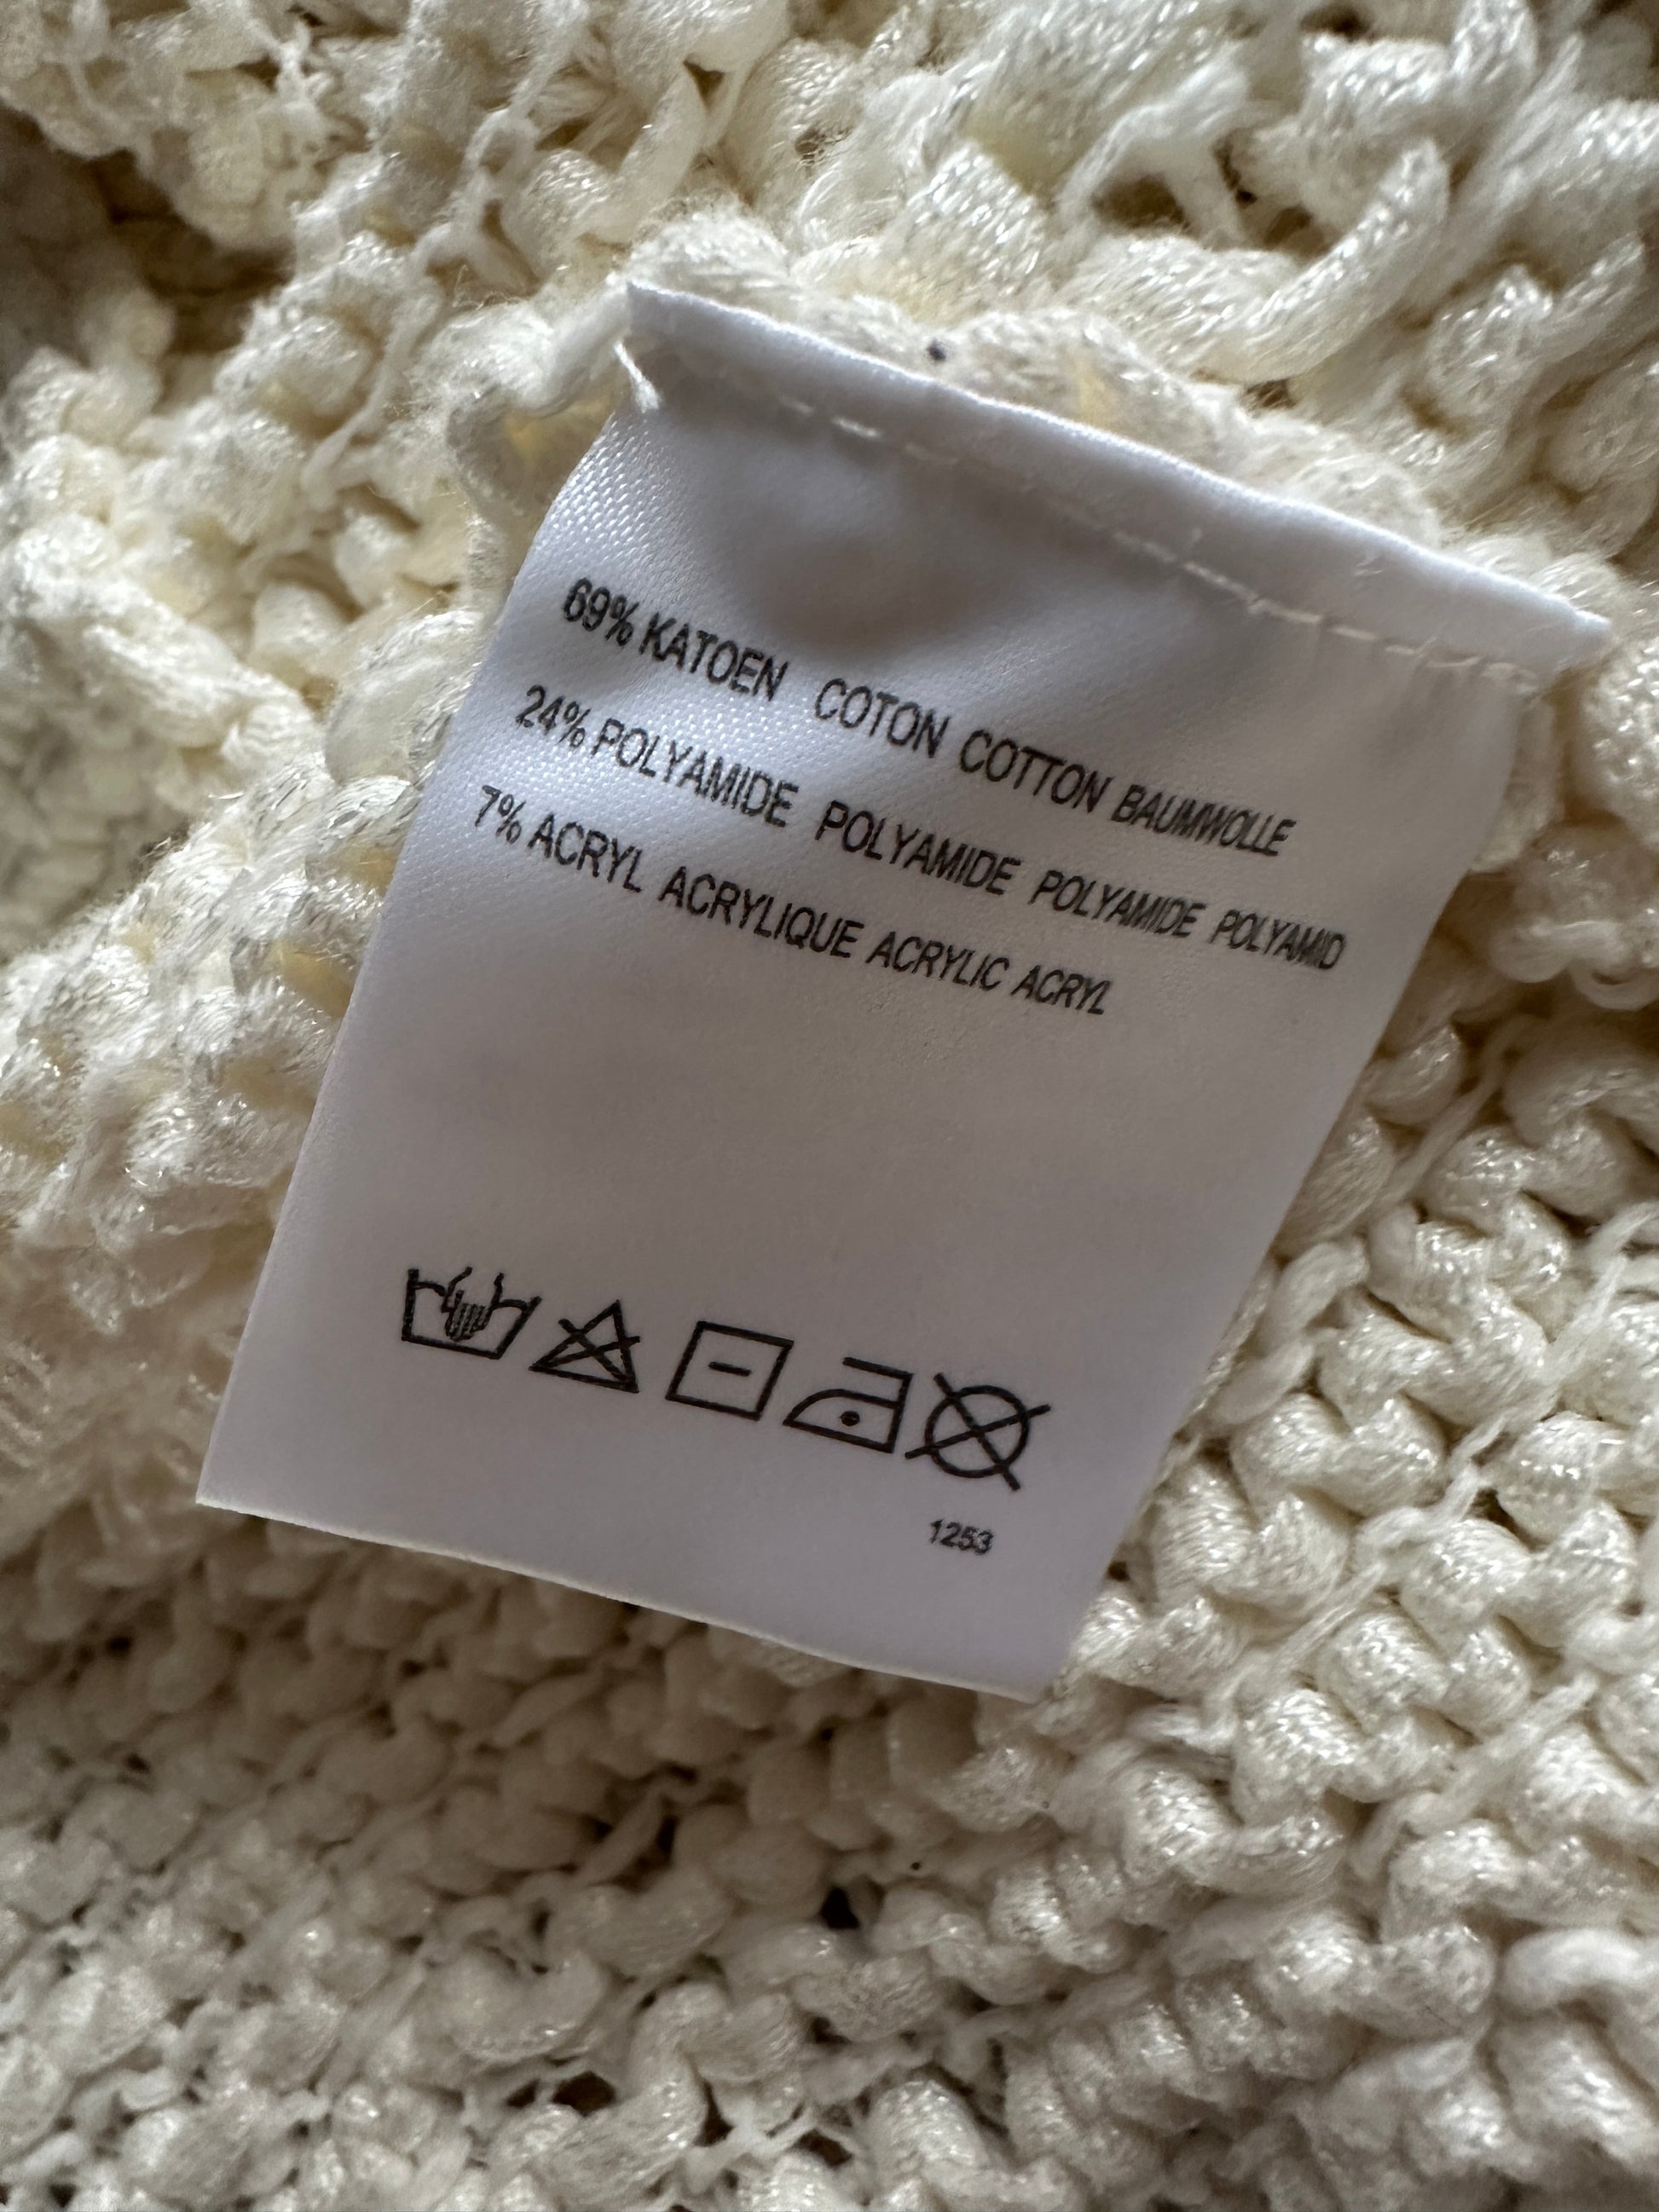 69% KATOEN COTON COTTON BAUMWOLLE
24% POLYAMIDE POLYAMIDE POLYAMIDE POLYAMID
7% ACRYL ACRYLIQUE ACRYLIC ACRYL
1253